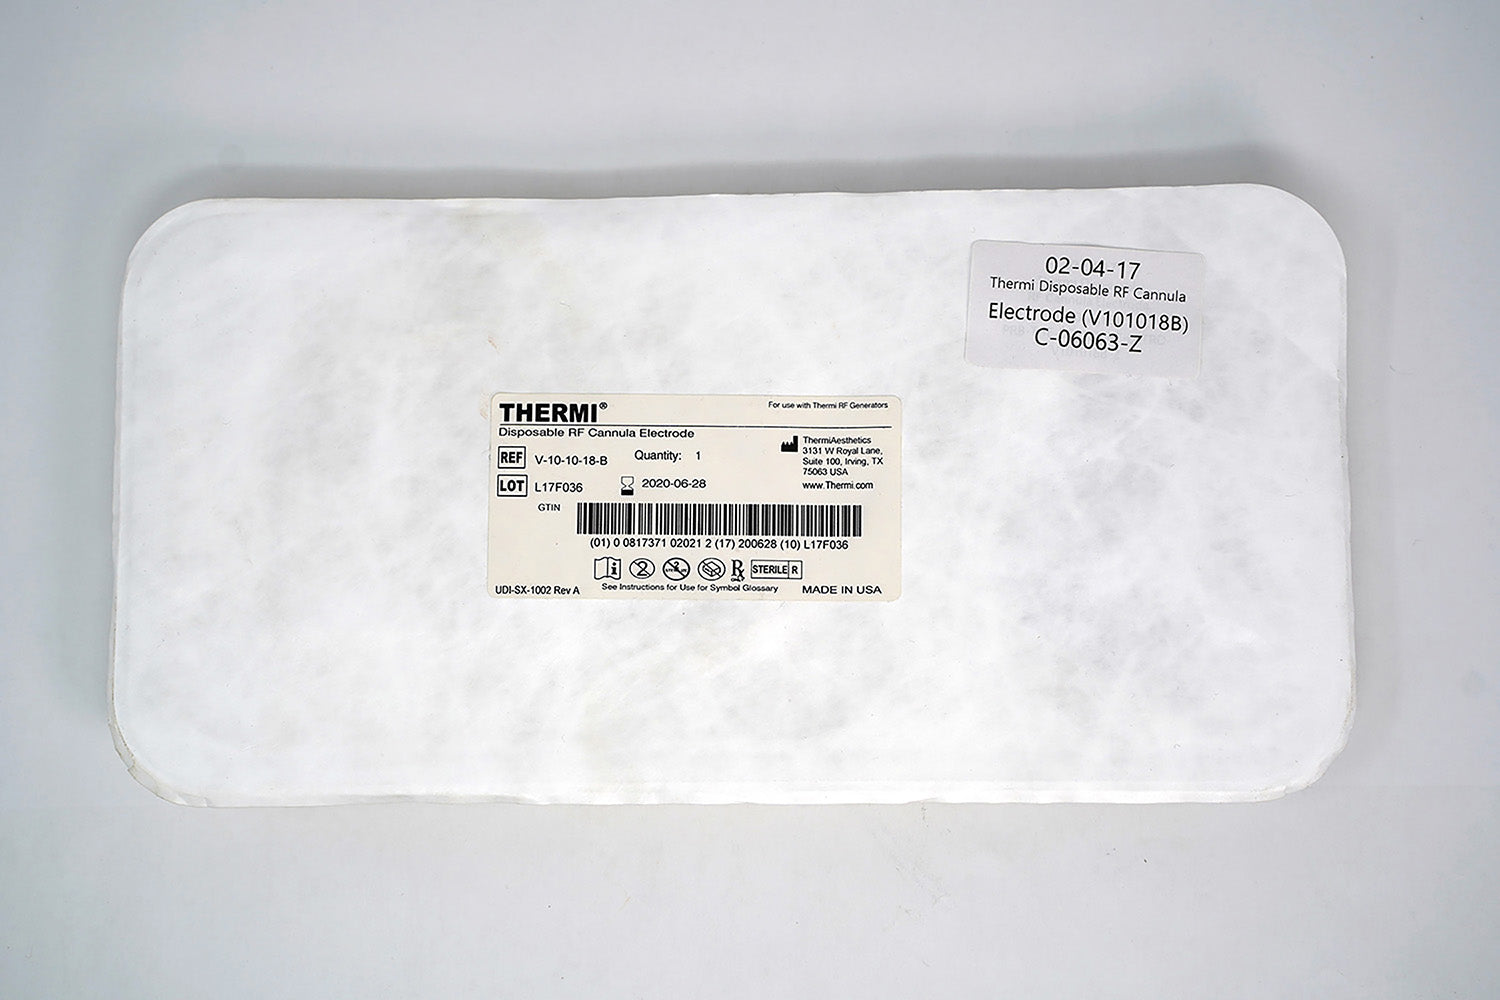 02-04-17
Thermi Disposable RF Cannula
Electrode (V101018B)
C-06063-Z
THERMI®
For use with Thermi RF Generators
Disposable RF Cannula Electrode
REF V-10-10-18-B
Quantity: 1
LOT L17F036
2020-06-28
ThermiAesthetics
3131 W Royal Lane,
Suite 100, Irving, TX
75063 USA
www.Thermi.com
GTIN
(01) 0 0817371 02021 2 (17) 200628 (10) L17F036
2
Rx
STERILE R
See Instructions for Use for Symbol Glossary
UDI-SX-1002 Rev A
MADE IN USA